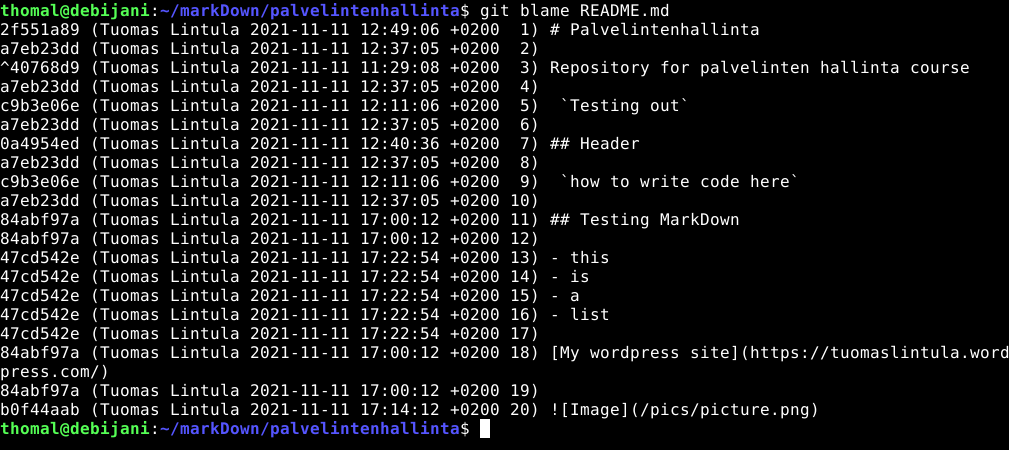 thomal@debijani:~/markDown/palvelintenhallinta$ git blame README.md
2f551a89 (Tuomas Lintula 2021-11-11 12:49:06 +0200  1) # Palvelintenhallinta
a7eb23dd (Tuomas Lintula 2021-11-11 12:37:05 +0200  2)
^40768d9 (Tuomas Lintula 2021-11-11 11:29:08 +0200  3) Repository for palvelinten hallinta course
a7eb23dd (Tuomas Lintula 2021-11-11 12:37:05 +0200  4)
c9b3e06e (Tuomas Lintula 2021-11-11 12:11:06 +0200  5)  `Testing out`
a7eb23dd (Tuomas Lintula 2021-11-11 12:37:05 +0200  6)
0a4954ed (Tuomas Lintula 2021-11-11 12:40:36 +0200  7) ## Header
a7eb23dd (Tuomas Lintula 2021-11-11 12:37:05 +0200  8)
c9b3e06e (Tuomas Lintula 2021-11-11 12:11:06 +0200  9)  `how to write code here`
a7eb23dd (Tuomas Lintula 2021-11-11 12:37:05 +0200 10)
84abf97a (Tuomas Lintula 2021-11-11 17:00:12 +0200 11) ## Testing MarkDown
84abf97a (Tuomas Lintula 2021-11-11 17:00:12 +0200 12)
47cd542e (Tuomas Lintula 2021-11-11 17:22:54 +0200 13) - this
47cd542e (Tuomas Lintula 2021-11-11 17:22:54 +0200 14) - is
47cd542e (Tuomas Lintula 2021-11-11 17:22:54 +0200 15) - a
47cd542e (Tuomas Lintula 2021-11-11 17:22:54 +0200 16) - list
47cd542e (Tuomas Lintula 2021-11-11 17:22:54 +0200 17)
84abf97a (Tuomas Lintula 2021-11-11 17:00:12 +0200 18) [My wordpress site](https://tuomaslintula.word
press.com/)
84abf97a (Tuomas Lintula 2021-11-11 17:00:12 +0200 19)
b0f44aab (Tuomas Lintula 2021-11-11 17:14:12 +0200 20) ![Image](/pics/picture.png)
thomal@debijani:~/markDown/palvelintenhallinta$